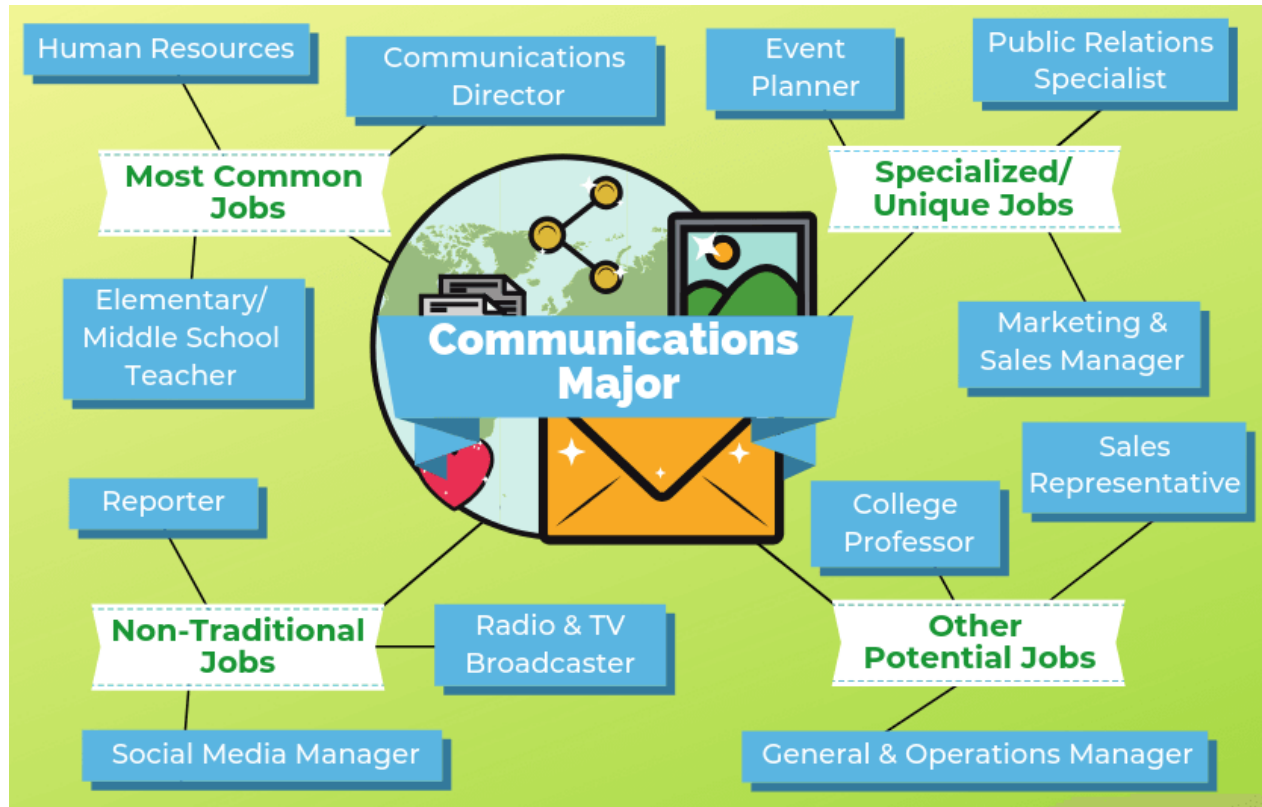 Human Resources
Communications
Director
Most Common
Jobs
Elementary/
Middle School
Teacher
Event
Planner
Public Relations
Specialist
Specialized/
Unique Jobs
Marketing &
Sales Manager
Communications
Major
Reporter
Non-Traditional
Jobs
Radio & TV
Broadcaster
Social Media Manager
Sales
Representative
College
Professor
Other
Potential Jobs
General & Operations Manager